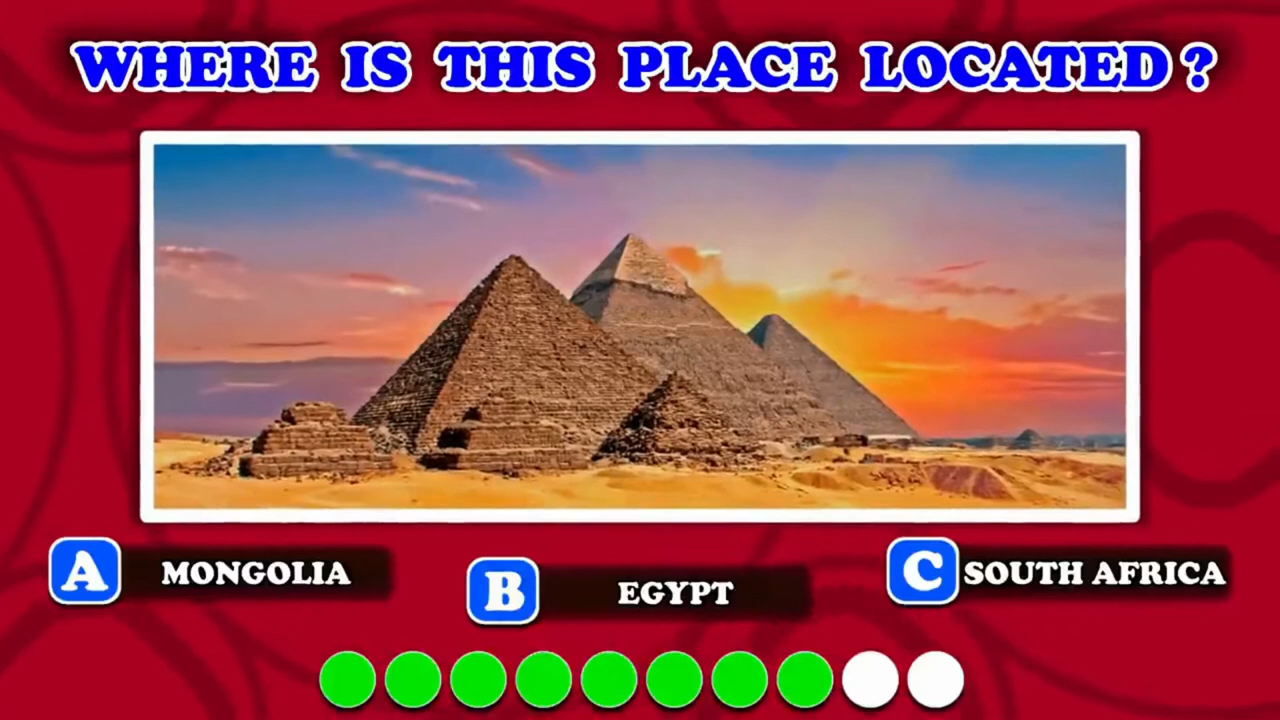 WHERE IS THIS PLACE LOCATED?
A MONGOLIA
B EGYPT
C SOUTH AFRICA